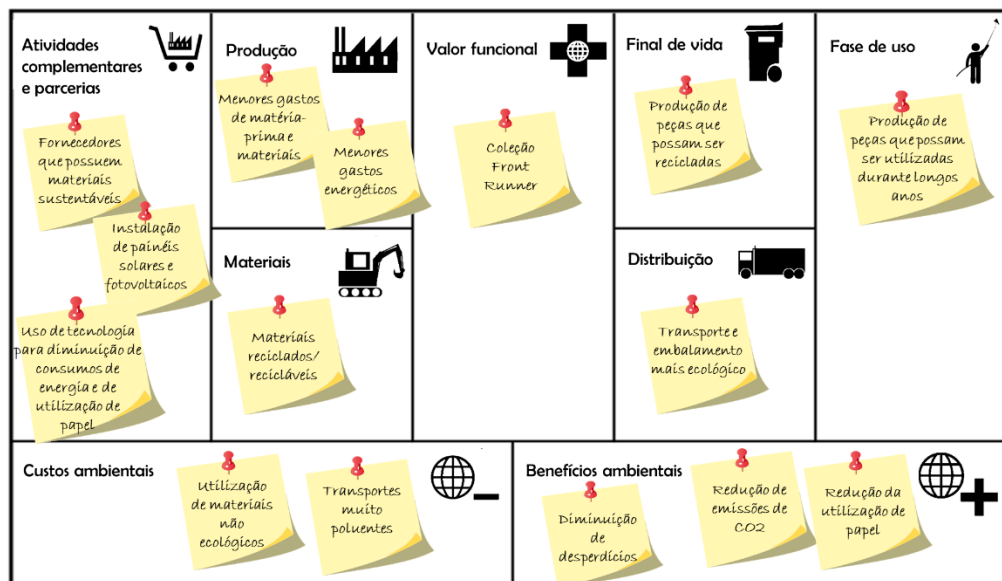 Atividades
complementares
e parcerias
Fornecedores
que possuem
materiais
sustentáveis
Instalação
de painéis
solares e
fotovoltaicos
Uso de tecnologia
para diminuição de
consumos de
energia e de
utilização de
papel
Produção
Menores gastos
de matéria-
prima e
materiais
Menores
gastos
energéticos
Materiais
Materiais
reciclados/
recicláveis
Valor funcional
Coleção
Front
Runner
Final de vida
Produção de
peças que
possam ser
recicladas
Distribuição
Transporte e
embalamento
mais ecológico
Fase de uso
Produção de
peças que possam
ser utilizadas
durante longos
anos
Custos ambientais
Utilização
de materiais
não
ecológicos
Transportes
muito
poluentes
Benefícios ambientais
Diminuição
de
desperdícios
Redução de
emissões de
CO2
Redução da
utilização de
papel